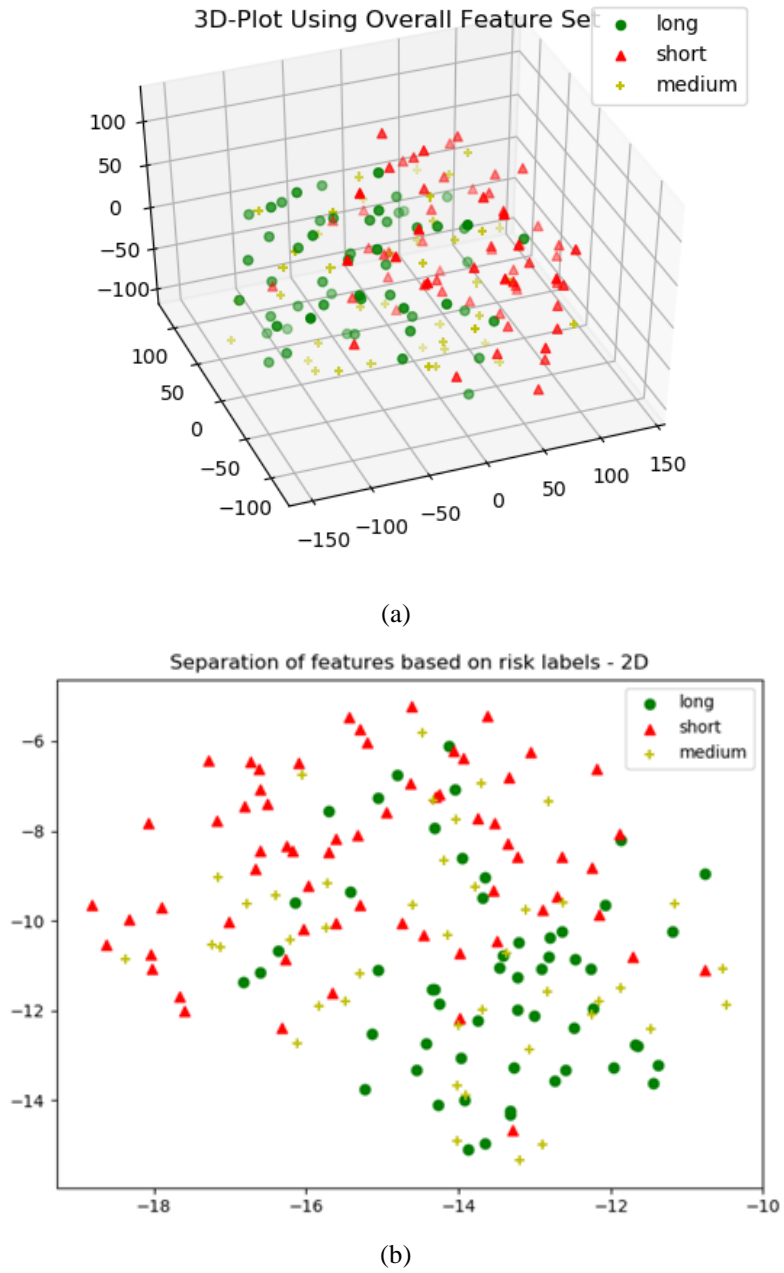 3D-Plot Using Overall Feature Set
long
short
medium
100
50
0
−50
−100
100
50
0
−50
−100
−150
−100
−50
0
50
100
150
(a)
Separation of features based on risk labels - 2D
long
short
medium
−6
−8
−10
−12
−14
−18
−16
−14
−12
−10
(b)